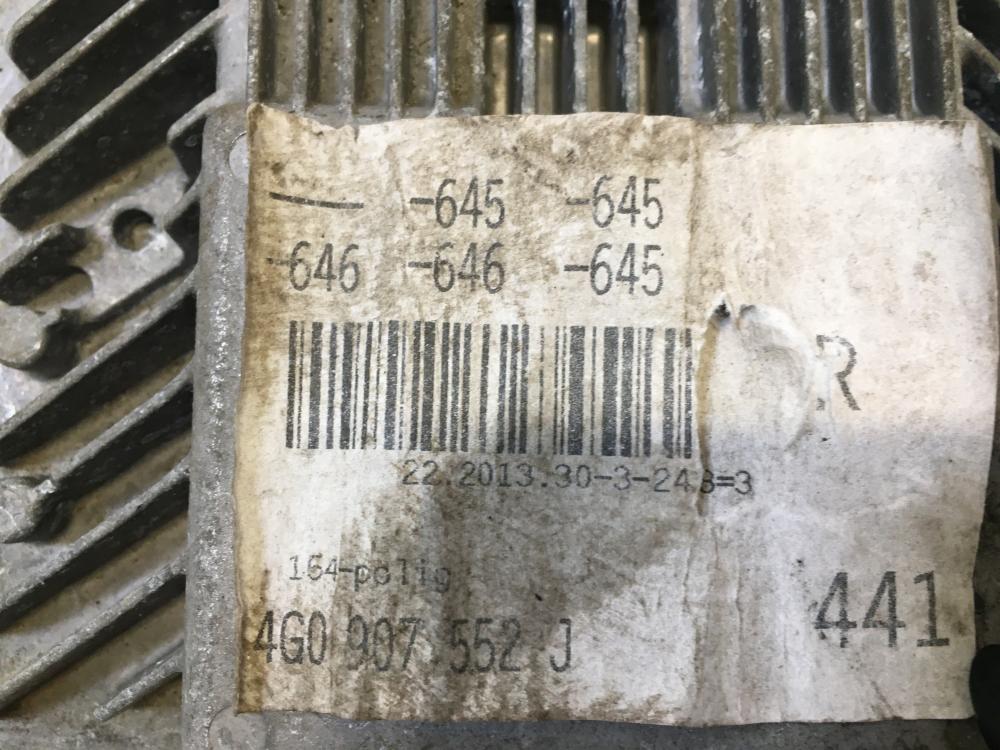 — -645 -645
-646 -646 -645
R
22.2013.30-3-248=3
164-polig
4G0 907 552 J 441